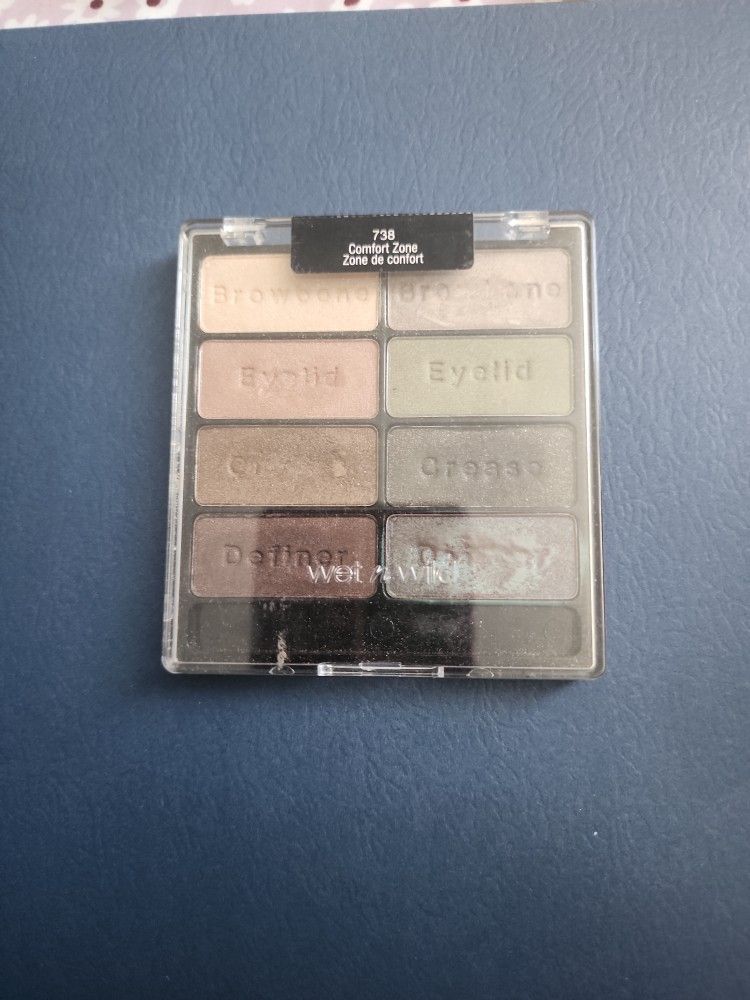 738
Comfort Zone
Zone de confort
Browbone
Eyelid
Eyelid
Crease
Definer
wet n wild